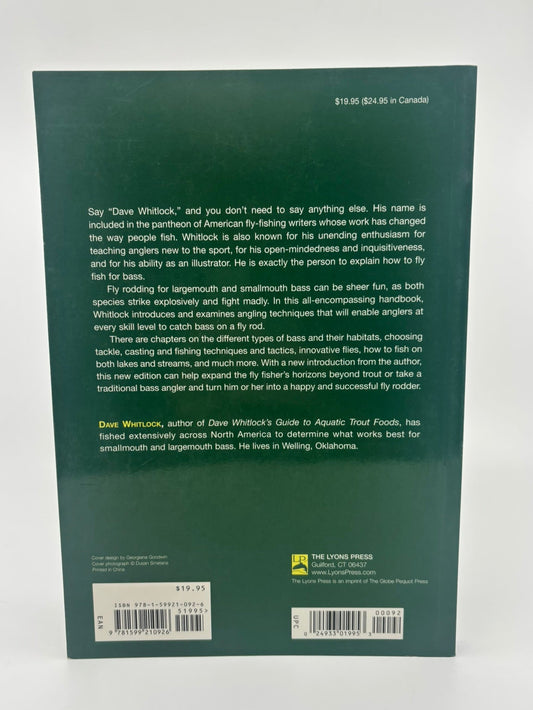 $19.95 ($24.95 in Canada)
Say “Dave Whitlock,” and you don’t need to say anything else. His name is
included in the pantheon of American fly-fishing writers whose work has changed
the way people fish. Whitlock is also known for his unending enthusiasm for
teaching anglers new to the sport, for his open-mindedness and inquisitiveness,
and for his ability as an illustrator. He is exactly the person to explain how to fly
fish for bass.
Fly rodding for largemouth and smallmouth bass can be sheer fun, as both
species strike explosively and fight madly. In this all-encompassing handbook,
Whitlock introduces and examines angling techniques that will enable anglers at
every skill level to catch bass on a fly rod.
There are chapters on the different types of bass and their habitats, choosing
tackle, casting and fishing techniques and tactics, innovative flies, how to fish on
both lakes and streams, and much more. With a new introduction from the author,
this new edition can help expand the fly fisher’s horizons beyond trout or take a
traditional bass angler and turn him or her into a happy and successful fly rodder.
DAVE WHITLOCK, author of Dave Whitlock’s Guide to Aquatic Trout Foods, has
fished extensively across North America to determine what works best for
smallmouth and largemouth bass. He lives in Welling, Oklahoma.
Cover design by Georgiana Goodwin
Cover photograph © Dusan Smetana
Printed in China
LP
THE LYONS PRESS
Guilford, CT 06437
www.LyonsPress.com
The Lyons Press is an imprint of The Globe Pequot Press
$19.95
ISBN 978-1-59921-092-6
51995>
EAN
9 781599 210926
00092
UPC
0 24933 01995 3